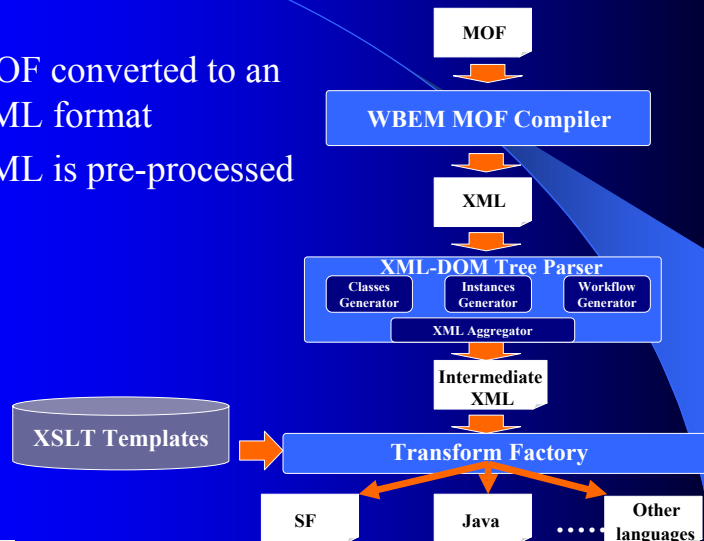 OF converted to an
ML format
ML is pre-processed
MOF
WBEM MOF Compiler
XML
XML-DOM Tree Parser
Classes
Generator
Instances
Generator
Workflow
Generator
XML Aggregator
Intermediate
XML
XSLT Templates
Transform Factory
SF
Java
.....
Other
languages